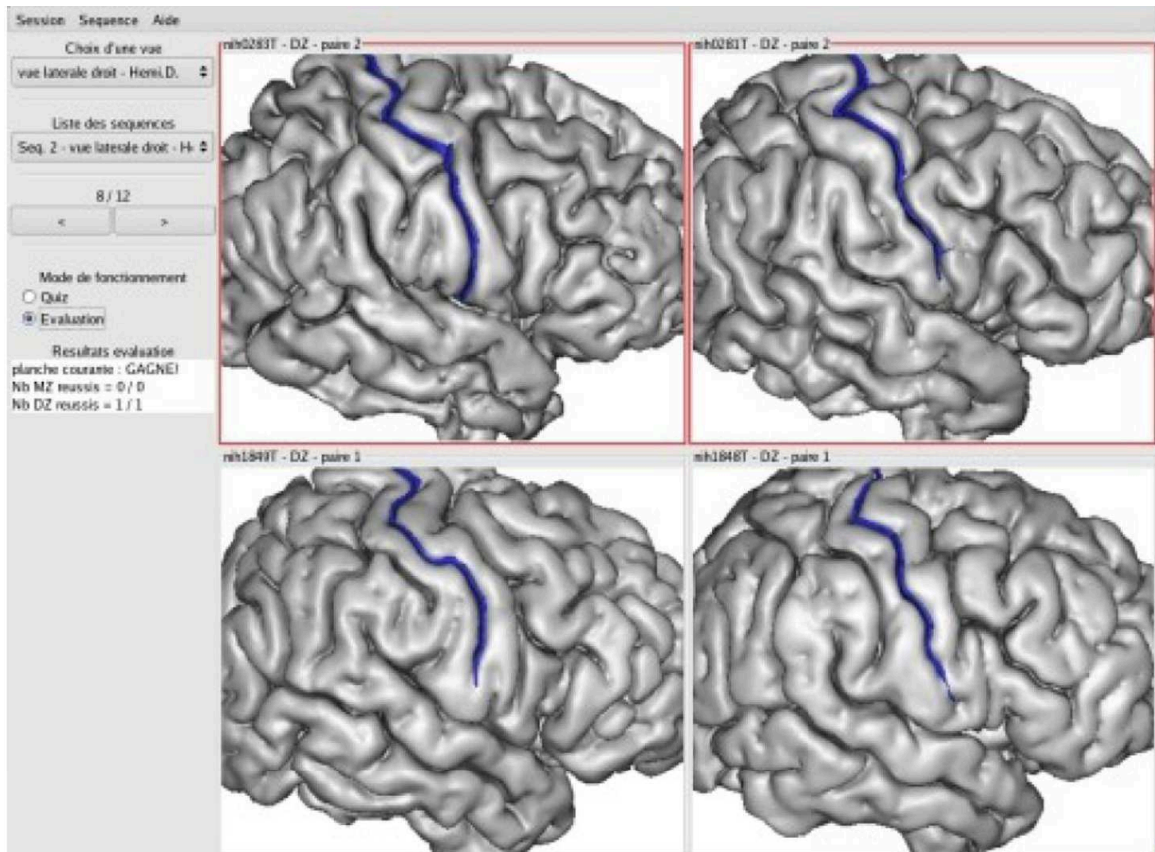 Session Sequence Aide
Choix d'une vue
vue laterale droit - Hemi.D.
Liste des sequences
Seq. 2 - vue laterale droit - H
8 / 12
< >
Mode de fonctionnement
Quiz
Evaluation
Resultats evaluation
planche courante : GAGNE!
Nb MZ reussis = 0 / 0
Nb DZ reussis = 1 / 1
nih0283T - DZ - paire 2
nih0281T - DZ - paire 2
nih1849T - DZ - paire 1
nih1848T - DZ - paire 1